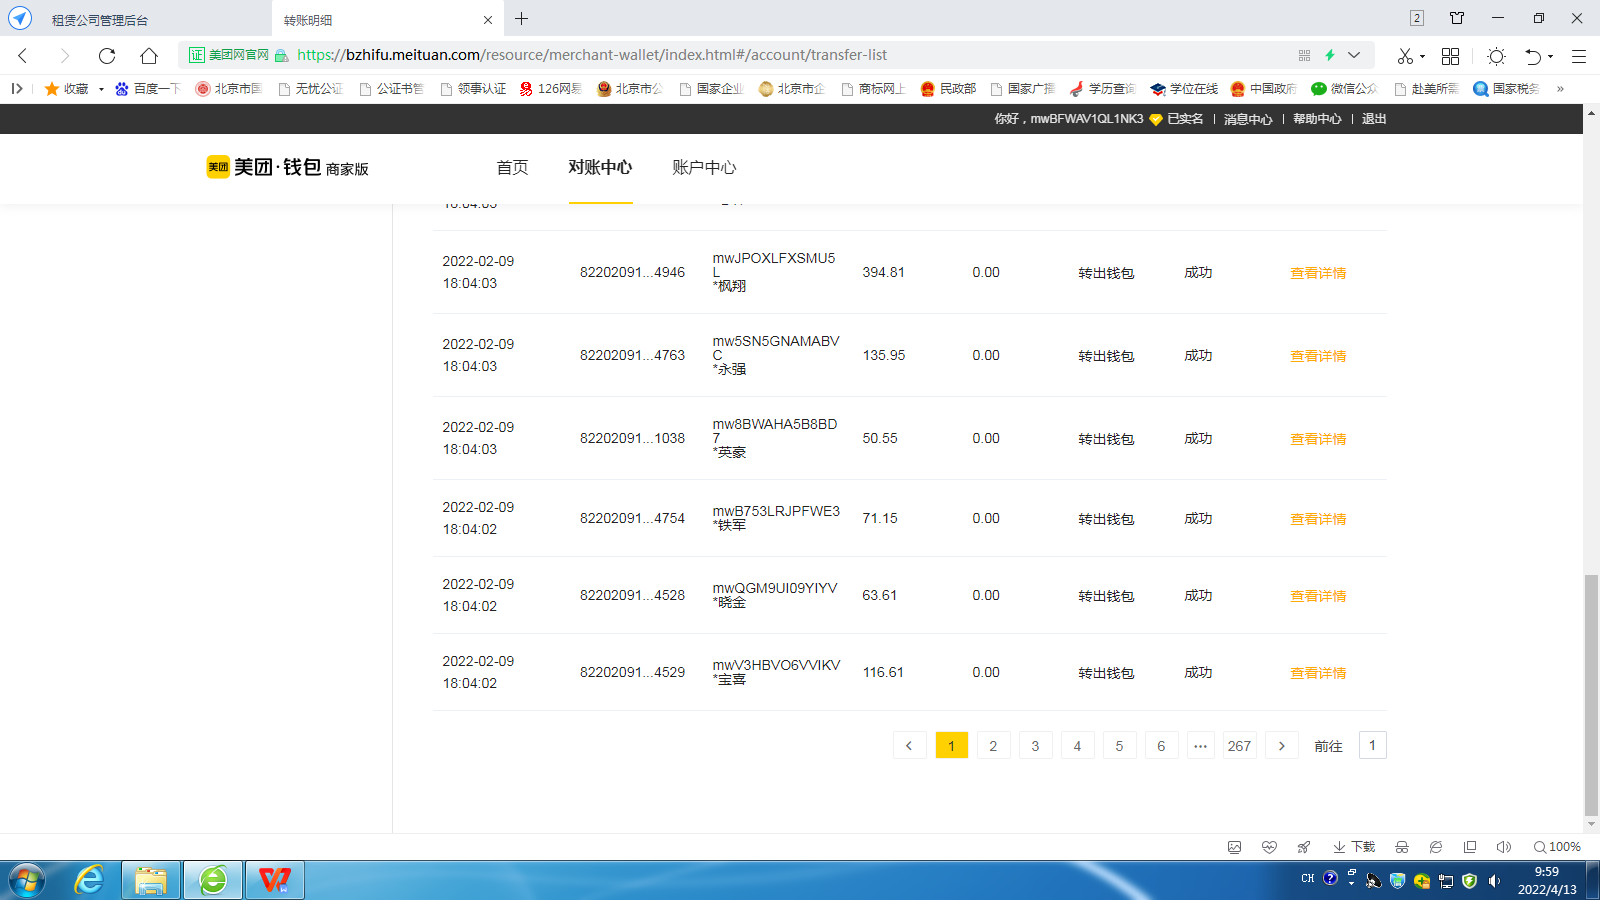 租赁公司管理后台
转账明细
2
证 美团网官网 https://bzhifu.meituan.com/resource/merchant-wallet/index.html#/account/transfer-list
收藏 百度一下 北京市国 无忧公证 公证书管 领事认证 126网易 北京市公 国家企业 北京市企 商标网上 民政部 国家广播 学历查询 学位在线 中国政府 微信公众 赴美所需 国家税务 »
你好，mwBFWAV1QL1NK3 已实名 | 消息中心 | 帮助中心 | 退出
美团 美团·钱包 商家版 首页 对账中心 账户中心
18:04:03
2022-02-09
18:04:03
82202091...4946
mwJPOXLFXSMU5
L
*枫翔
394.81 0.00 转出钱包 成功 查看详情
2022-02-09
18:04:03
82202091...4763
mw5SN5GNAMABV
C
*永强
135.95 0.00 转出钱包 成功 查看详情
2022-02-09
18:04:03
82202091...1038
mw8BWAHA5B8BD
7
*英豪
50.55 0.00 转出钱包 成功 查看详情
2022-02-09
18:04:02
82202091...4754
mwB753LRJPFWE3
*铁军
71.15 0.00 转出钱包 成功 查看详情
2022-02-09
18:04:02
82202091...4528
mwQGM9UI09YIYV
*晓金
63.61 0.00 转出钱包 成功 查看详情
2022-02-09
18:04:02
82202091...4529
mwV3HBVO6VVIKV
*宝喜
116.61 0.00 转出钱包 成功 查看详情
1 2 3 4 5 6 ··· 267 前往 1
下载 100%
CH
9:59
2022/4/13